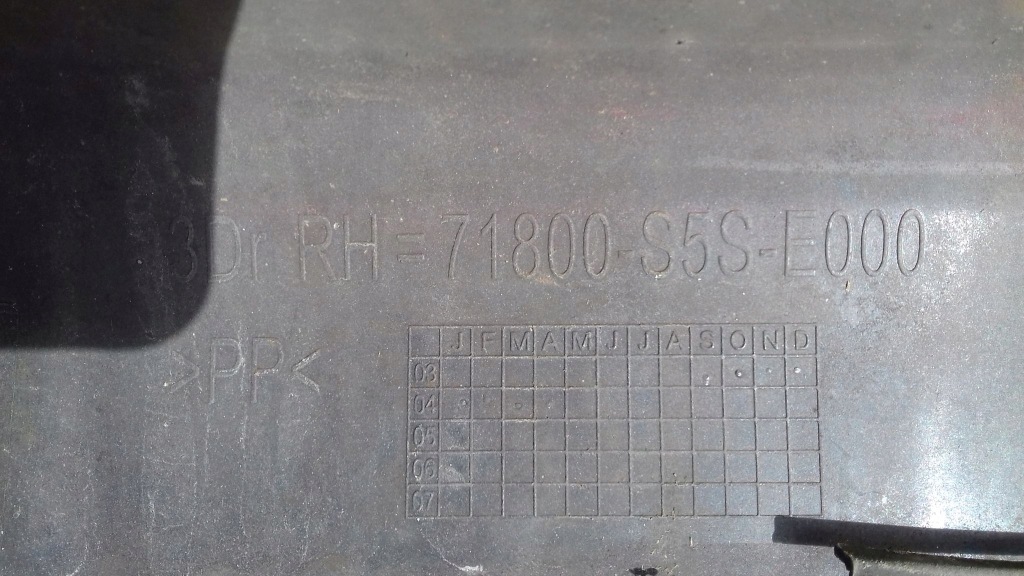 3Dr RH=71800-S5S-E000
>PP<
J F M A M J J A S O N D
03
04
05
06
07